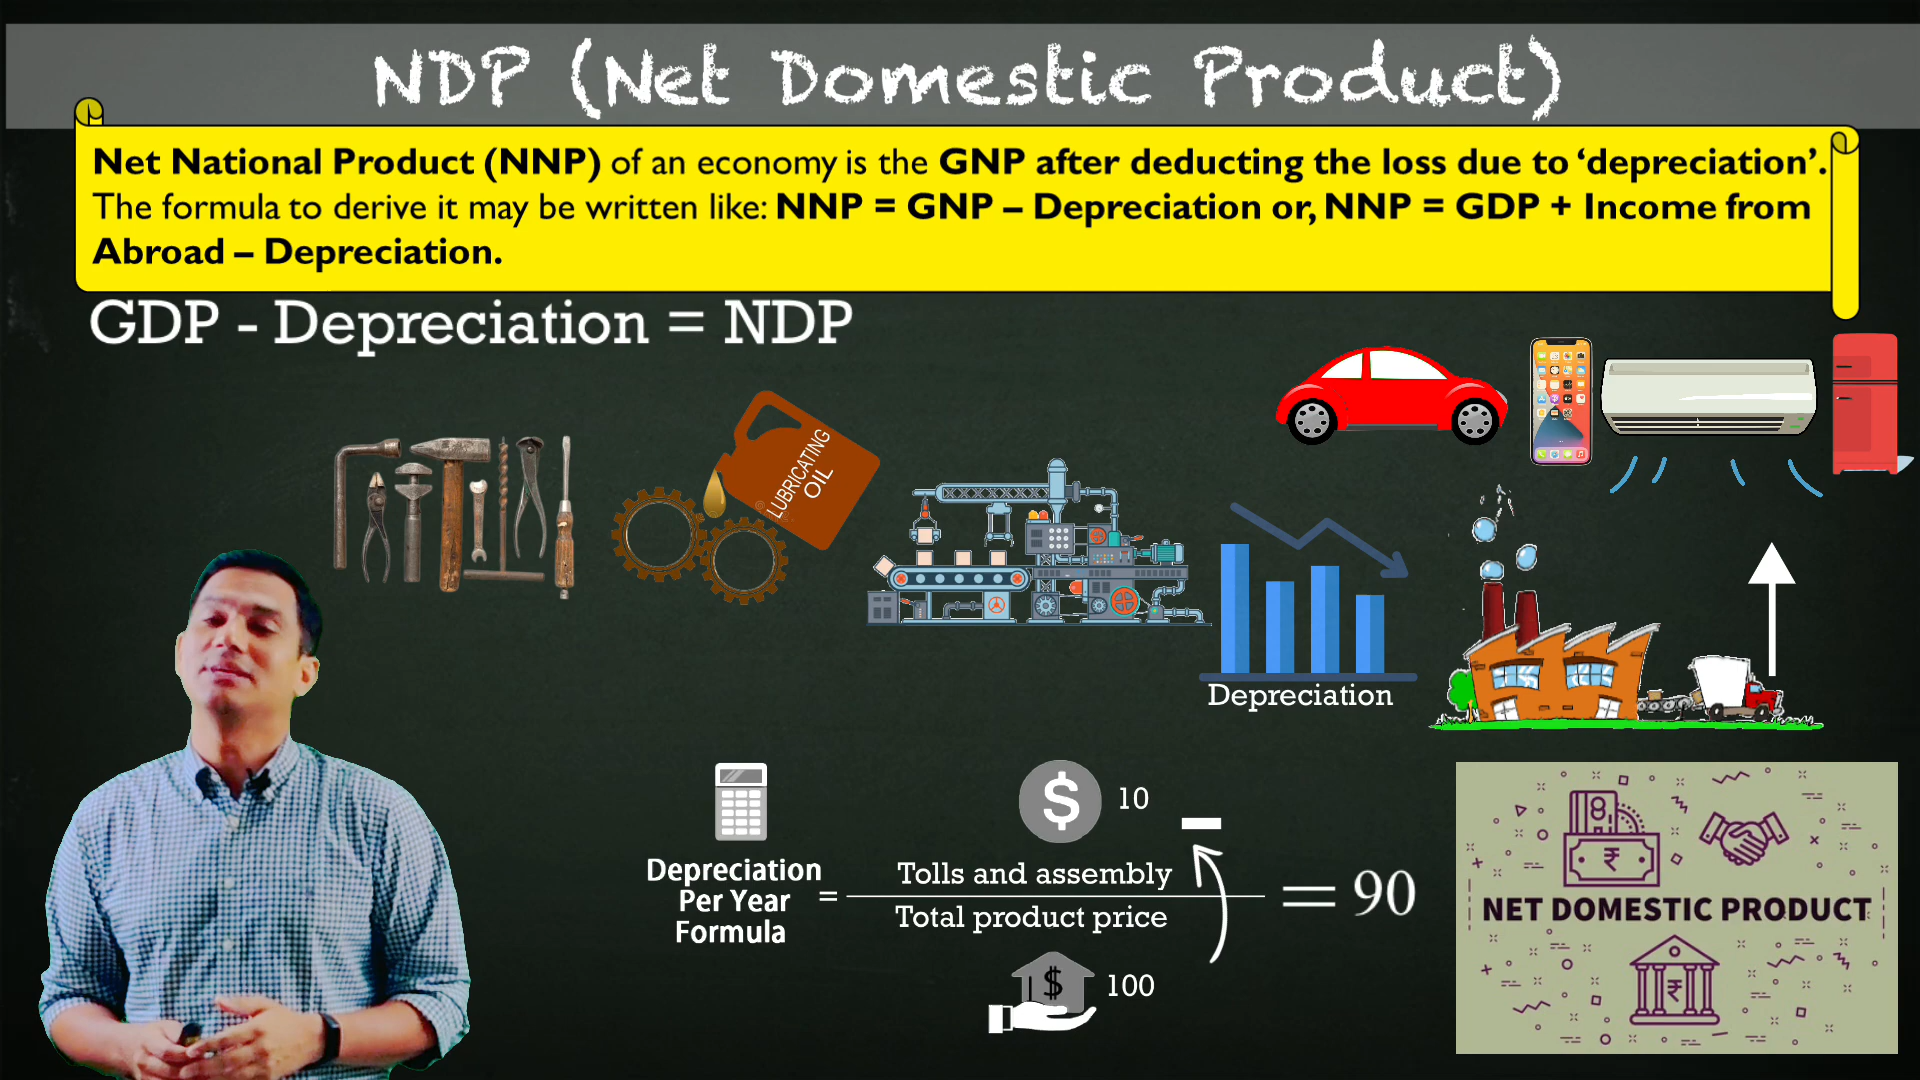 NDP (Net Domestic Product)
Net National Product (NNP) of an economy is the GNP after deducting the loss due to ‘depreciation’.
The formula to derive it may be written like: NNP = GNP – Depreciation or, NNP = GDP + Income from
Abroad – Depreciation.
GDP - Depreciation = NDP
LUBRICATING
OIL
Depreciation
$ 10
Depreciation
Per Year
Formula
=
Tolls and assembly
Total product price
= 90
$ 100
₹
NET DOMESTIC PRODUCT
₹